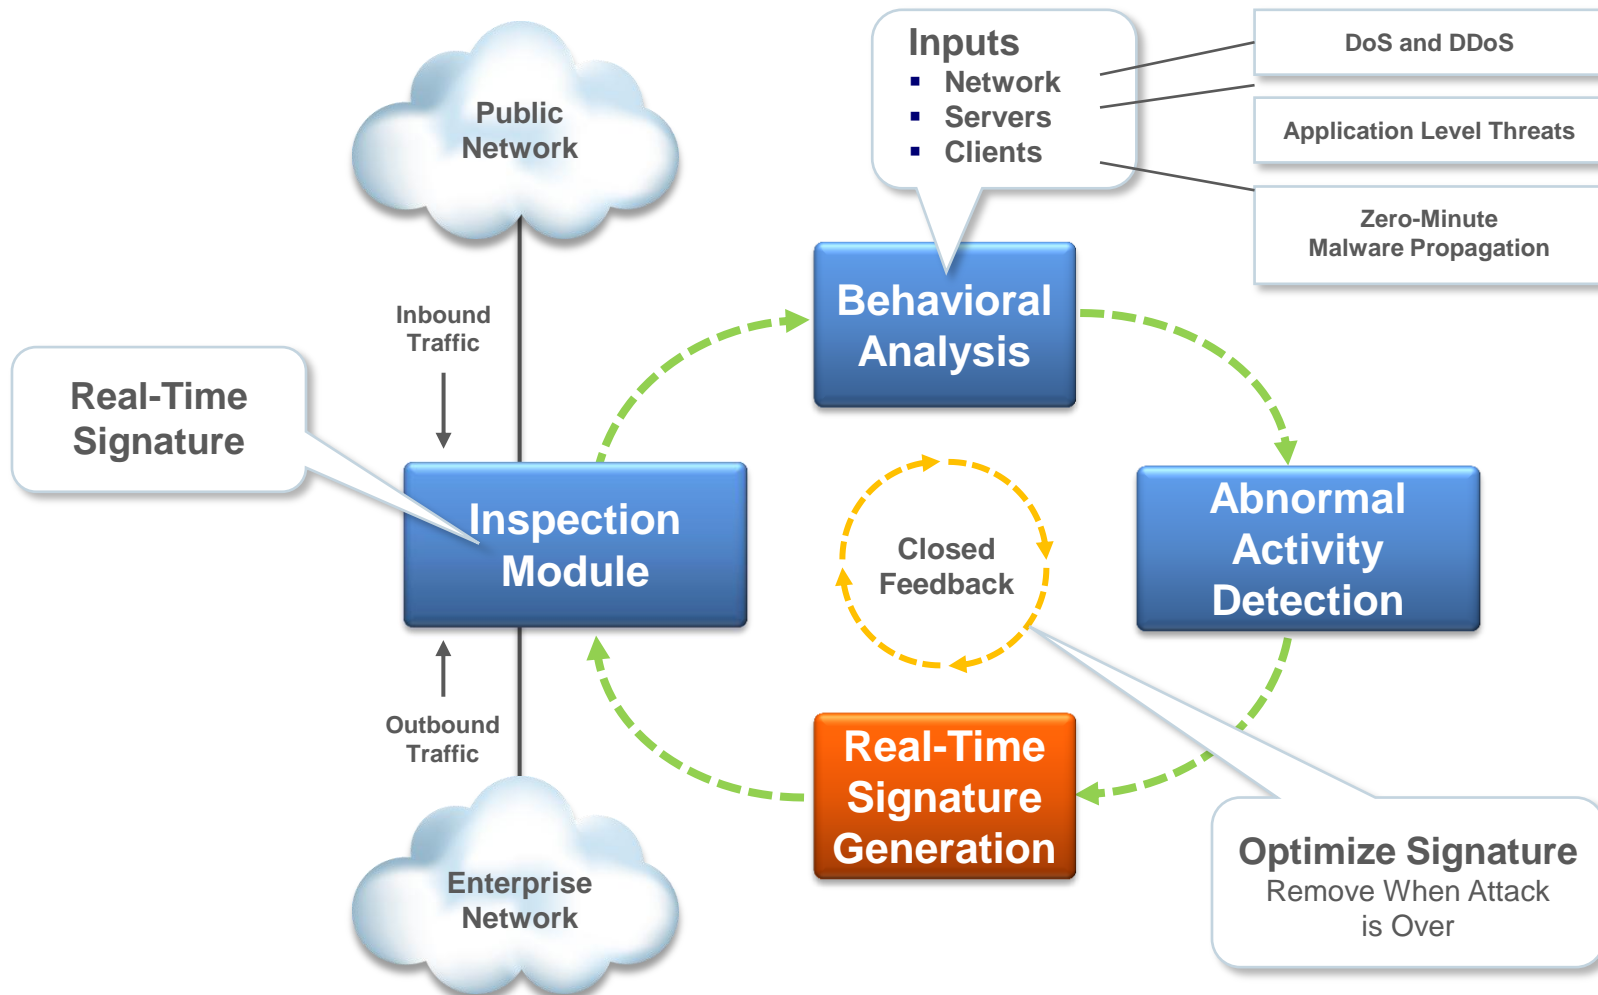 Public
Network
Inputs
▪ Network
▪ Servers
▪ Clients
DoS and DDoS
Application Level Threats
Zero-Minute
Malware Propagation
Behavioral
Analysis
Inbound
Traffic
Real-Time
Signature
Inspection
Module
Closed
Feedback
Abnormal
Activity
Detection
Outbound
Traffic
Real-Time
Signature
Generation
Optimize Signature
Remove When Attack
is Over
Enterprise
Network